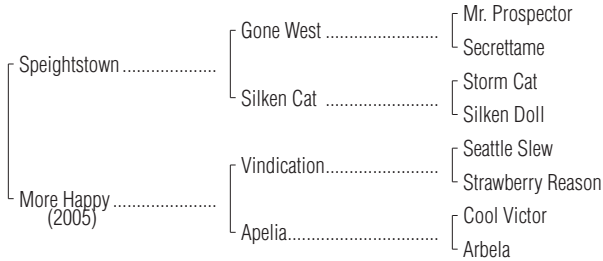 Mr. Prospector
Gone West
Secrettame
Speightstown
Storm Cat
Silken Cat
Silken Doll
Seattle Slew
Vindication
Strawberry Reason
More Happy
(2005)
Cool Victor
Apelia
Arbela